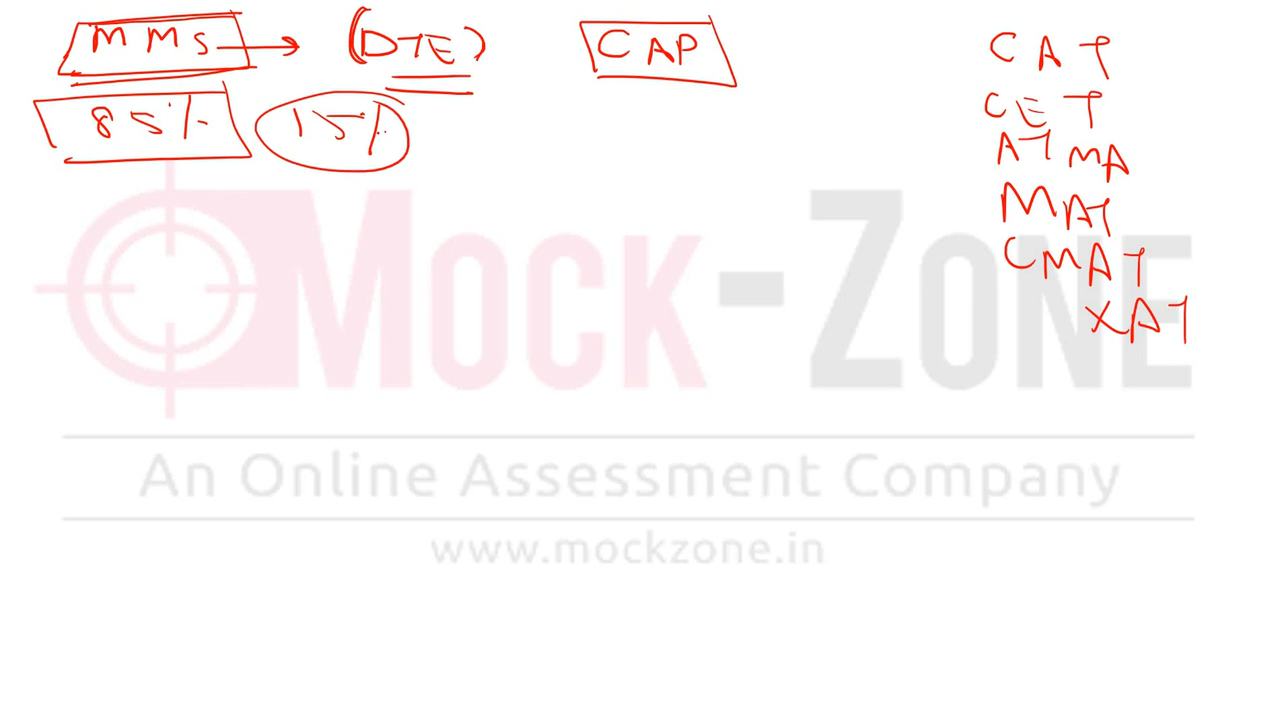 MMS → (DTE) CAP
85% 15%
CAT
CET
ATMA
MAT
CMAT
XAT
MOCK-ZONE
An Online Assessment Company
www.mockzone.in